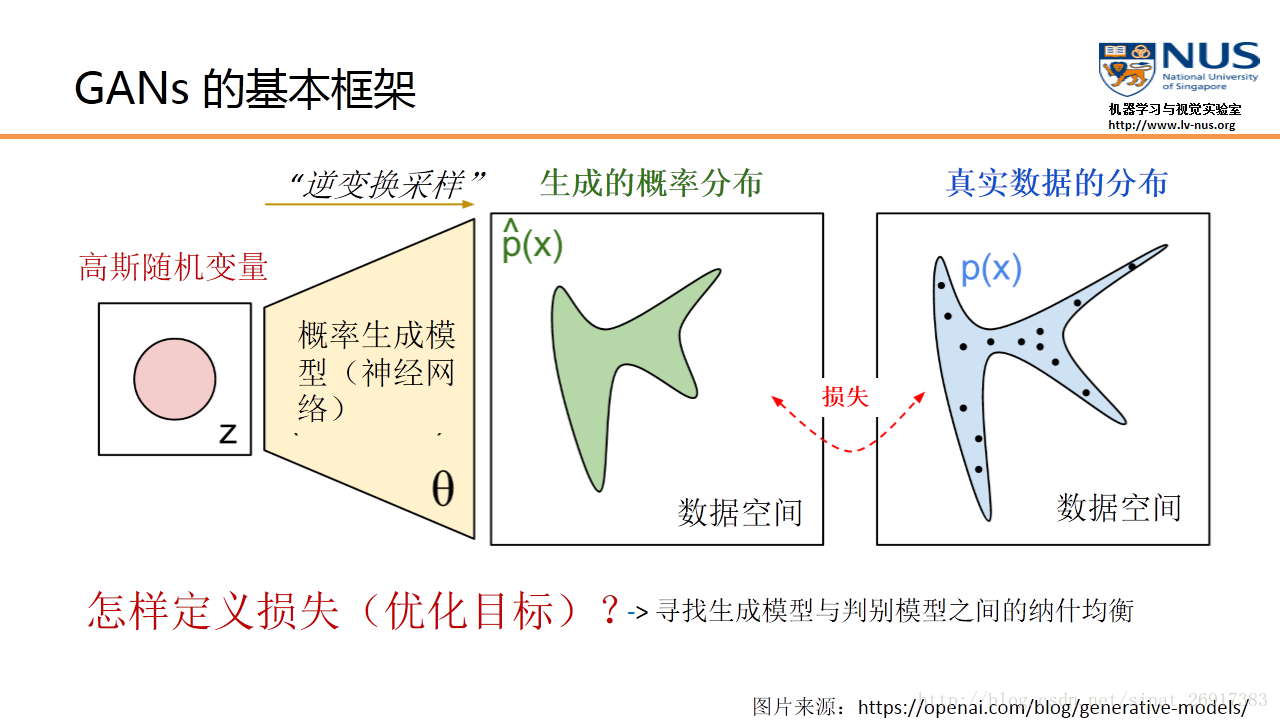 GANs 的基本框架
NUS
National University
of Singapore
机器学习与视觉实验室
http://www.lv-nus.org
“逆变换采样”
生成的概率分布
真实数据的分布
高斯随机变量
p̂(x)
p(x)
概率生成模
型（神经网
络）
损失
z
θ
数据空间
数据空间
怎样定义损失（优化目标）？-> 寻找生成模型与判别模型之间的纳什均衡
http://blog.csdn.net/sinat_26917383
图片来源：https://openai.com/blog/generative-models/